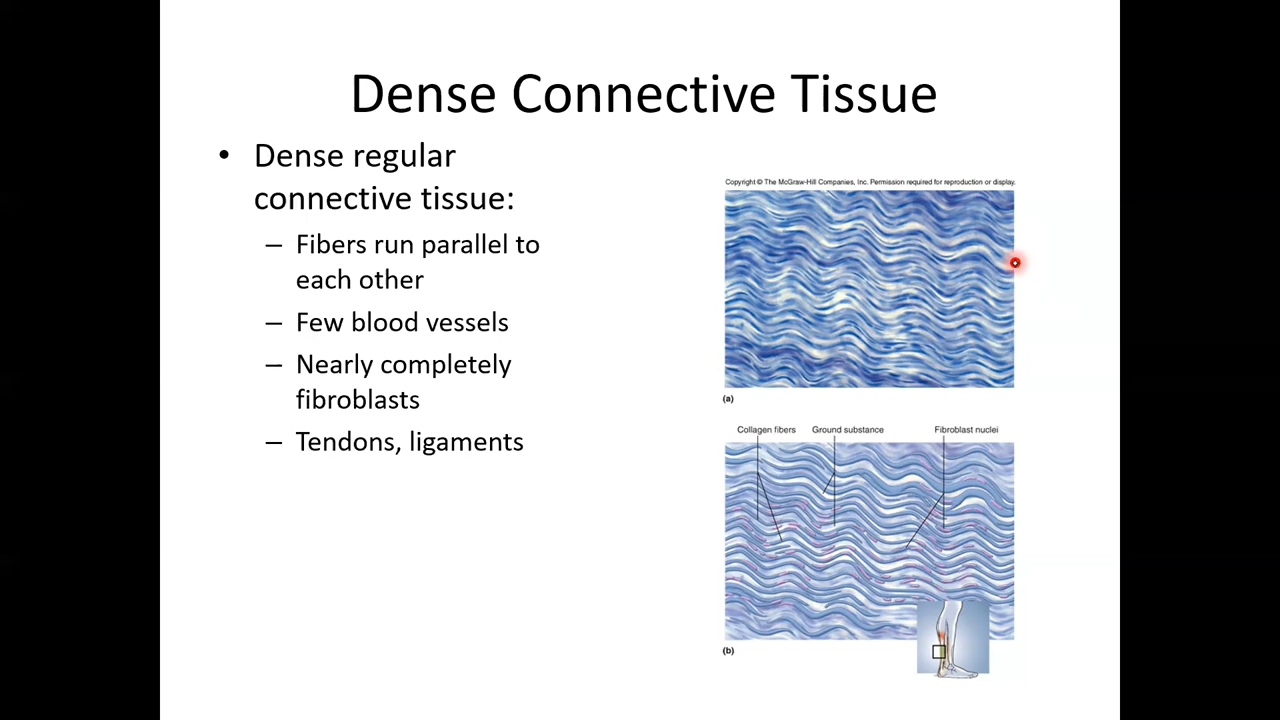 Dense Connective Tissue
• Dense regular
connective tissue:
– Fibers run parallel to
each other
– Few blood vessels
– Nearly completely
fibroblasts
– Tendons, ligaments
Copyright © The McGraw-Hill Companies, Inc. Permission required for reproduction or display.
(a)
Collagen fibers Ground substance Fibroblast nuclei
(b)